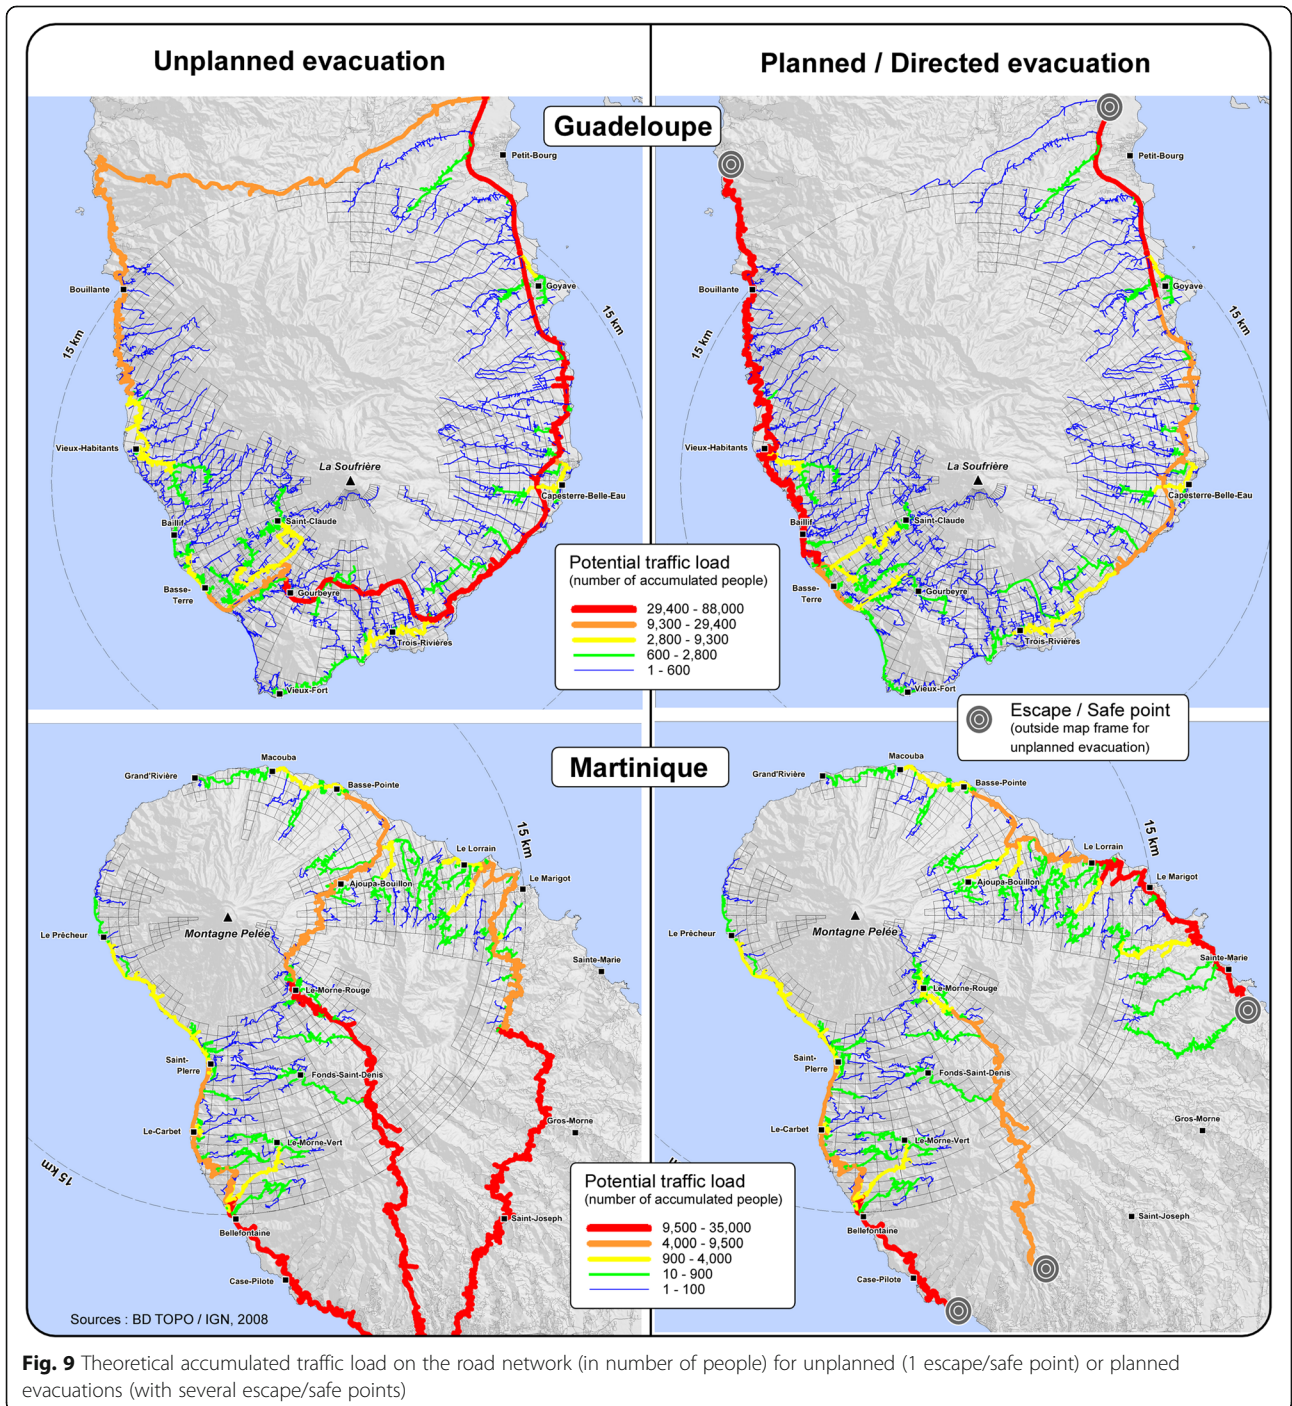 Unplanned evacuation
Planned / Directed evacuation
Guadeloupe
Petit-Bourg
Goyave
Bouillante
15 km
15 km
Vieux-Habitants
La Soufrière
Capesterre-Belle-Eau
Saint-Claude
Baillif
Basse-
Terre
Gourbeyre
Trois-Rivières
Vieux-Fort
Petit-Bourg
Goyave
Bouillante
15 km
15 km
Vieux-Habitants
La Soufrière
Capesterre-Belle-Eau
Saint-Claude
Baillif
Basse-
Terre
Gourbeyre
Trois-Rivières
Vieux-Fort
Potential traffic load
(number of accumulated people)
29,400 - 88,000
9,300 - 29,400
2,800 - 9,300
600 - 2,800
1 - 600
Escape / Safe point
(outside map frame for
unplanned evacuation)
Martinique
Macouba
Grand'Rivière
Basse-Pointe
15 km
Le Lorrain
Le Marigot
Ajoupa-Bouillon
Montagne Pelée
Le Prêcheur
Sainte-Marie
Le-Morne-Rouge
Saint-
Pierre
Fonds-Saint-Denis
Le-Carbet
Gros-Morne
Le-Morne-Vert
15 km
Saint-Joseph
Bellefontaine
Case-Pilote
Macouba
Grand'Rivière
Basse-Pointe
15 km
Le Lorrain
Le Marigot
Ajoupa-Bouillon
Montagne Pelée
Le Prêcheur
Sainte-Marie
Le-Morne-Rouge
Saint-
Pierre
Fonds-Saint-Denis
Le-Carbet
Gros-Morne
Le-Morne-Vert
Saint-Joseph
Bellefontaine
Case-Pilote
Potential traffic load
(number of accumulated people)
9,500 - 35,000
4,000 - 9,500
900 - 4,000
10 - 900
1 - 100
Sources : BD TOPO / IGN, 2008
Fig. 9 Theoretical accumulated traffic load on the road network (in number of people) for unplanned (1 escape/safe point) or planned
evacuations (with several escape/safe points)